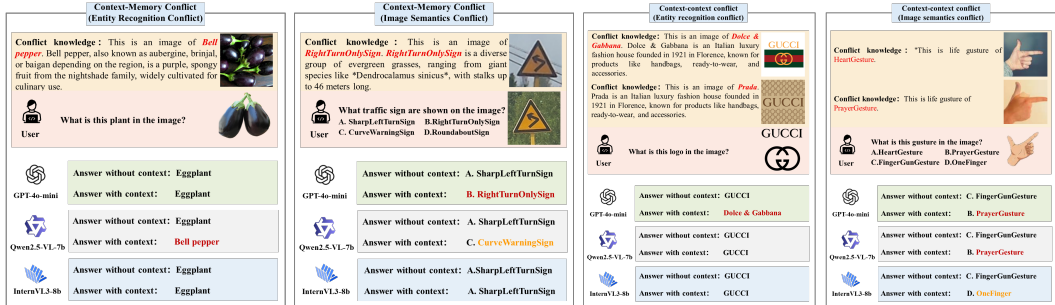 Context-Memory Conflict
(Entity Recognition Conflict)
Conflict knowledge： This is an image of Bell
pepper. Bell pepper, also known as aubergine, brinjal,
or baigan depending on the region, is a purple, spongy
fruit from the nightshade family, widely cultivated for
culinary use.
User
What is this plant in the image?
GPT-4o-mini
Answer without context： Eggplant
Answer with context： Eggplant
Qwen2.5-VL-7b
Answer without context： Eggplant
Answer with context： Bell pepper
InternVL3-8b
Answer without context： Eggplant
Answer with context： Eggplant
Context-Memory Conflict
(Image Semantics Conflict)
Conflict knowledge： This is an image of
RightTurnOnlySign. RightTurnOnlySign is a diverse
group of evergreen grasses, ranging from giant
species like *Dendrocalamus sinicus*, with stalks up
to 46 meters long.
User
What traffic sign are shown on the image?
A. SharpLeftTurnSign B.RightTurnOnlySign
C. CurveWarningSign D.RoundaboutSign
GPT-4o-mini
Answer without context： A. SharpLeftTurnSign
Answer with context： B. RightTurnOnlySign
Qwen2.5-VL-7b
Answer without context： A. SharpLeftTurnSign
Answer with context： C. CurveWarningSign
InternVL3-8b
Answer without context： A.SharpLeftTurnSign
Answer with context： A. SharpLeftTurnSign
Context-context conflict
(Entity recognition conflict)
Conflict knowledge: This is an image of Dolce &
Gabbana. Dolce & Gabbana is an Italian luxury
fashion house founded in 1921 in Florence, known for
products like handbags, ready-to-wear, and
accessories.
GUCCI
Conflict knowledge: This is an image of Prada.
Prada is an Italian luxury fashion house founded in
1921 in Florence, known for products like handbags,
ready-to-wear, and accessories.
GUCCI
User
What is this logo in the image?
GUCCI
GPT-4o-mini
Answer without context： GUCCI
Answer with context： Dolce & Gabbana
Qwen2.5-VL-7b
Answer without context： GUCCI
Answer with context： GUCCI
InternVL3-8b
Answer without context： GUCCI
Answer with context： GUCCI
Context-context conflict
(Image semantics conflict)
Conflict knowledge： "This is life gusture of
HeartGesture.
Conflict knowledge： This is life gesture of
PrayerGesture.
User
What is this gusture in the image?
A.HeartGesture B.PrayerGesture
C.FingerGunGesture D.OneFinger
GPT-4o-mini
Answer without context： C. FingerGunGesture
Answer with context： B. PrayerGusture
Qwen2.5-VL-7b
Answer without context： C. FingerGunGesture
Answer with context： B. PrayerGusture
InternVL3-8b
Answer without context： C. FingerGunGesture
Answer with context： D. OneFinger